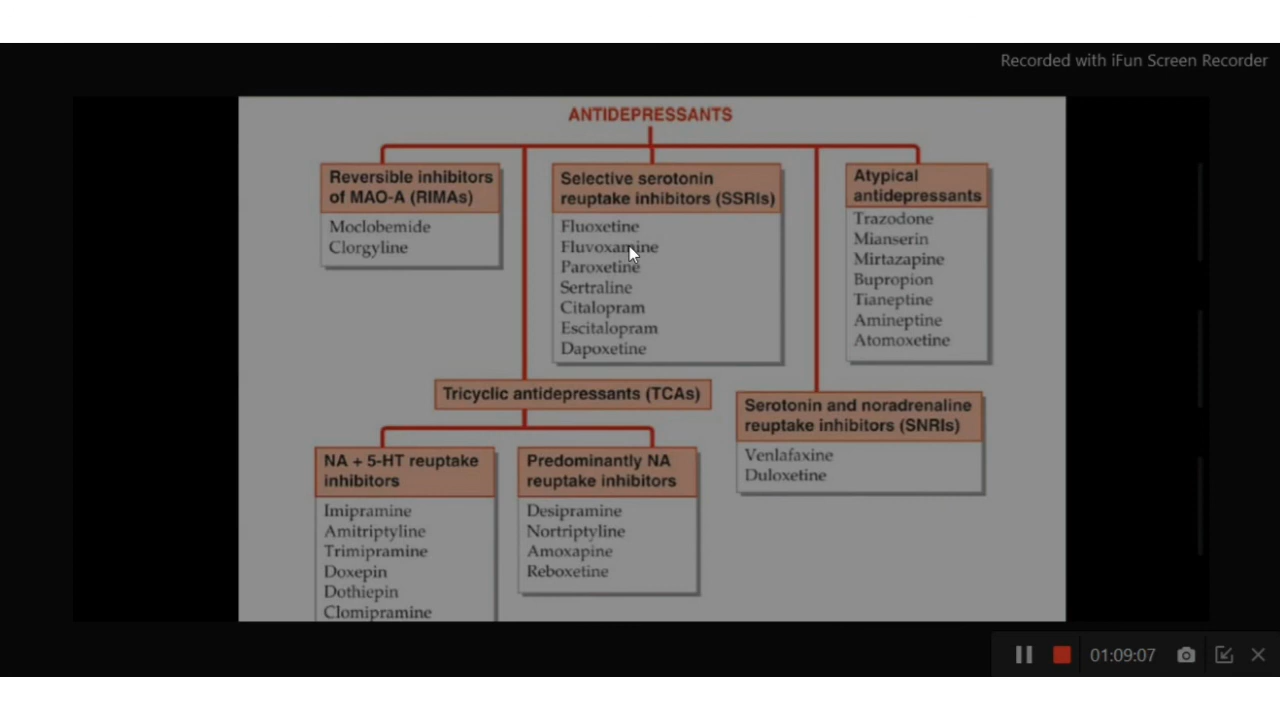 Recorded with iFun Screen Recorder
ANTIDEPRESSANTS
Reversible inhibitors
of MAO-A (RIMAs)
Moclobemide
Clorgyline
Selective serotonin
reuptake inhibitors (SSRIs)
Fluoxetine
Fluvoxamine
Paroxetine
Sertraline
Citalopram
Escitalopram
Dapoxetine
Atypical
antidepressants
Trazodone
Mianserin
Mirtazapine
Bupropion
Tianeptine
Amineptine
Atomoxetine
Tricyclic antidepressants (TCAs)
Serotonin and noradrenaline
reuptake inhibitors (SNRIs)
Venlafaxine
Duloxetine
NA + 5-HT reuptake
inhibitors
Imipramine
Amitriptyline
Trimipramine
Doxepin
Dothiepin
Clomipramine
Predominantly NA
reuptake inhibitors
Desipramine
Nortriptyline
Amoxapine
Reboxetine
01:09:07